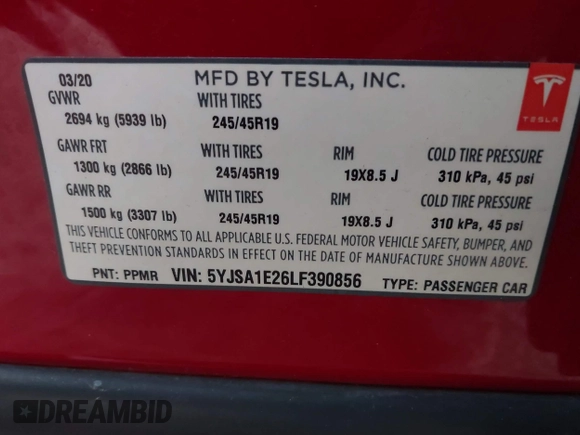 03/20 MFD BY TESLA, INC.
GVWR WITH TIRES
2694 kg (5939 lb) 245/45R19
TESLA
GAWR FRT WITH TIRES RIM COLD TIRE PRESSURE
1300 kg (2866 lb) 245/45R19 19X8.5 J 310 kPa, 45 psi
GAWR RR WITH TIRES RIM COLD TIRE PRESSURE
1500 kg (3307 lb) 245/45R19 19X8.5 J 310 kPa, 45 psi
THIS VEHICLE CONFORMS TO ALL APPLICABLE U.S. FEDERAL MOTOR VEHICLE SAFETY, BUMPER, AND
THEFT PREVENTION STANDARDS IN EFFECT ON THE DATE OF MANUFACTURE SHOWN ABOVE.
PNT: PPMR VIN: 5YJSA1E26LF390856 TYPE: PASSENGER CAR
DREAMBID